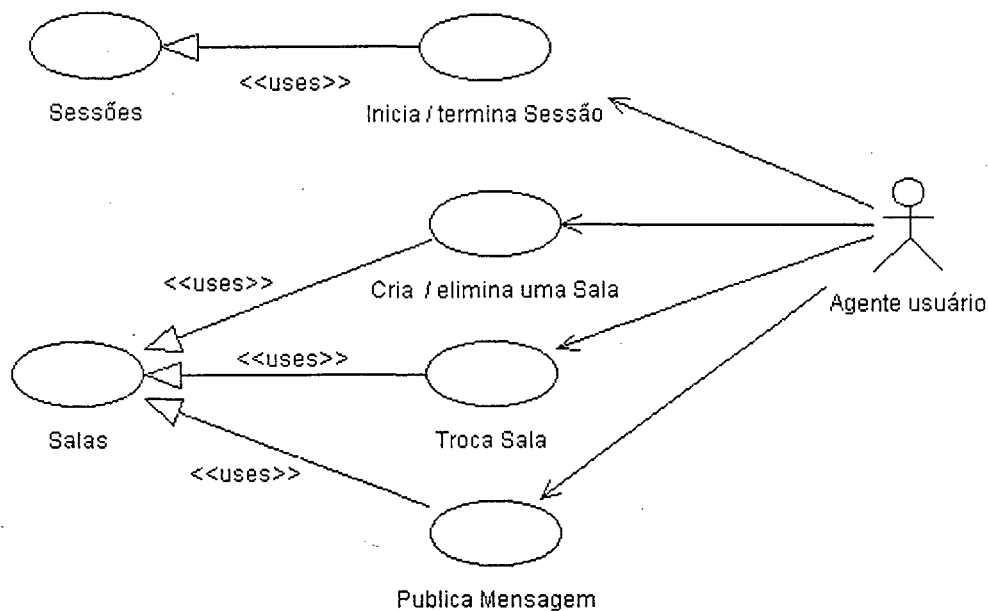 <<uses>>
Sessões
Inicia / termina Sessão
<<uses>>
Cria / elimina uma Sala
Agente usuário
<<uses>>
Salas
Troca Sala
<<uses>>
Publica Mensagem